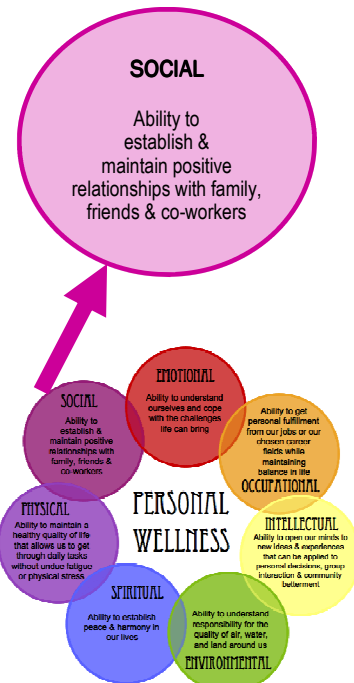 SOCIAL
Ability to
establish &
maintain positive
relationships with family,
friends & co-workers
EMOTIONAL
Ability to understand
ourselves and cope
with the challenges
life can bring
SOCIAL
Ability to
establish &
maintain positive
relationships with
family, friends &
co-workers
Ability to get
personal fulfillment
from our jobs or our
chosen career
fields while
maintaining
balance in life
OCCUPATIONAL
PERSONAL
WELLNESS
PHYSICAL
Ability to maintain a
healthy quality of life
that allows us to get
through daily tasks
without undue fatigue
or physical stress
INTELLECTUAL
Ability to open our minds to
new ideas & experiences
that can be applied to
personal decisions, group
interaction & community
betterment
SPIRITUAL
Ability to establish
peace & harmony in
our lives
Ability to understand
responsibility for the
quality of air, water,
and land around us
ENVIRONMENTAL